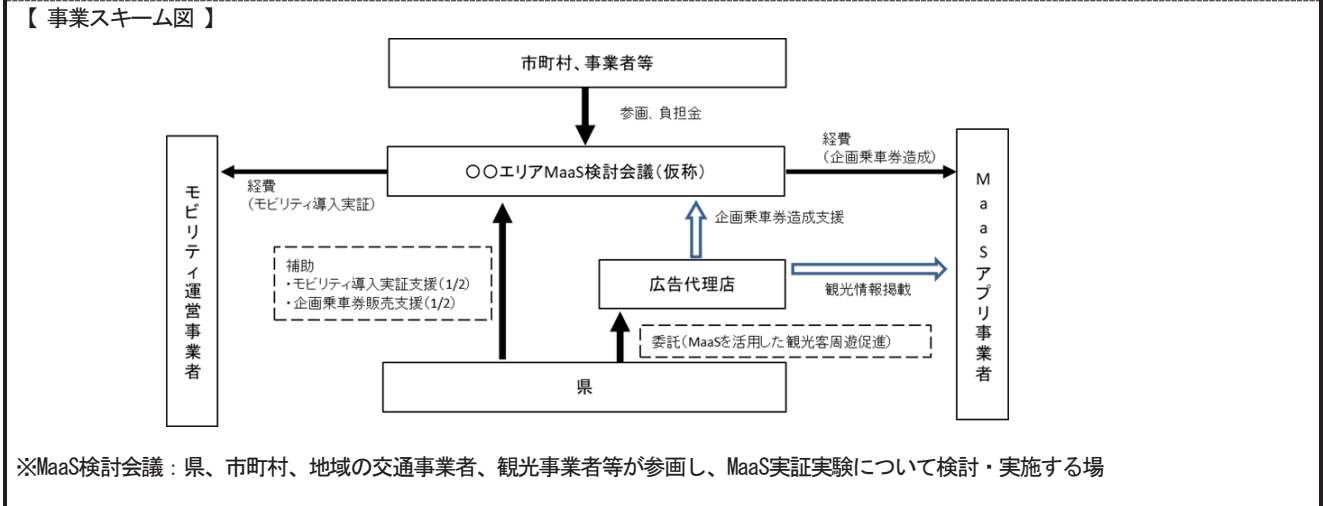 【 事業スキーム図 】
市町村、事業者等
参画、負担金
経費
(企画乗車券造成)
〇〇エリアMaaS検討会議(仮称)
経費
(モビリティ導入実証)
モビリティ運営事業者
MaaSアプリ事業者
企画乗車券造成支援
補助
・モビリティ導入実証支援(1/2)
・企画乗車券販売支援(1/2)
広告代理店
観光情報掲載
委託(MaaSを活用した観光客周遊促進)
県
※MaaS検討会議：県、市町村、地域の交通事業者、観光事業者等が参画し、MaaS実証実験について検討・実施する場